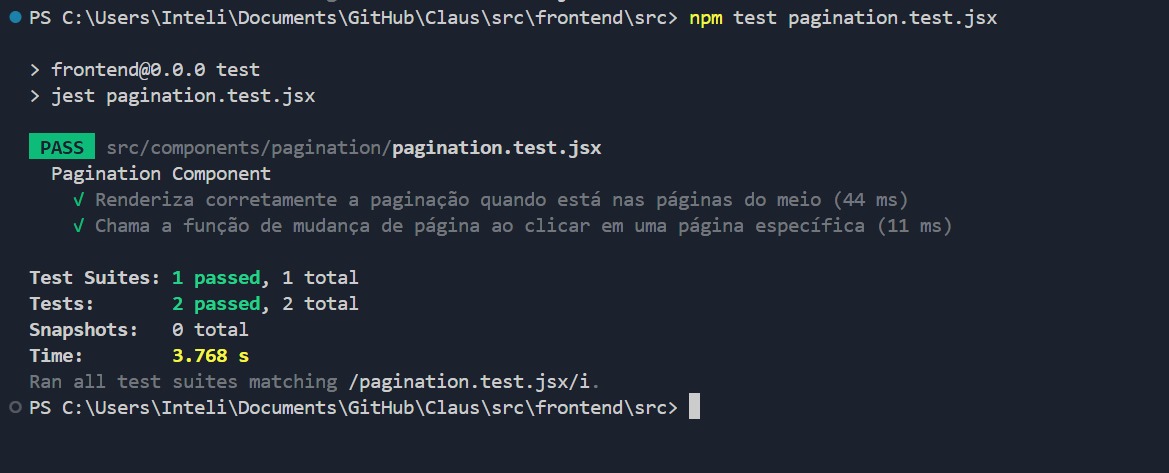 PS C:\Users\Inteli\Documents\GitHub\Claus\src\frontend\src> npm test pagination.test.jsx
> frontend@0.0.0 test
> jest pagination.test.jsx
PASS src/components/pagination/pagination.test.jsx
Pagination Component
√ Renderiza corretamente a paginação quando está nas páginas do meio (44 ms)
√ Chama a função de mudança de página ao clicar em uma página específica (11 ms)
Test Suites: 1 passed, 1 total
Tests: 2 passed, 2 total
Snapshots: 0 total
Time: 3.768 s
Ran all test suites matching /pagination.test.jsx/i.
PS C:\Users\Inteli\Documents\GitHub\Claus\src\frontend\src>